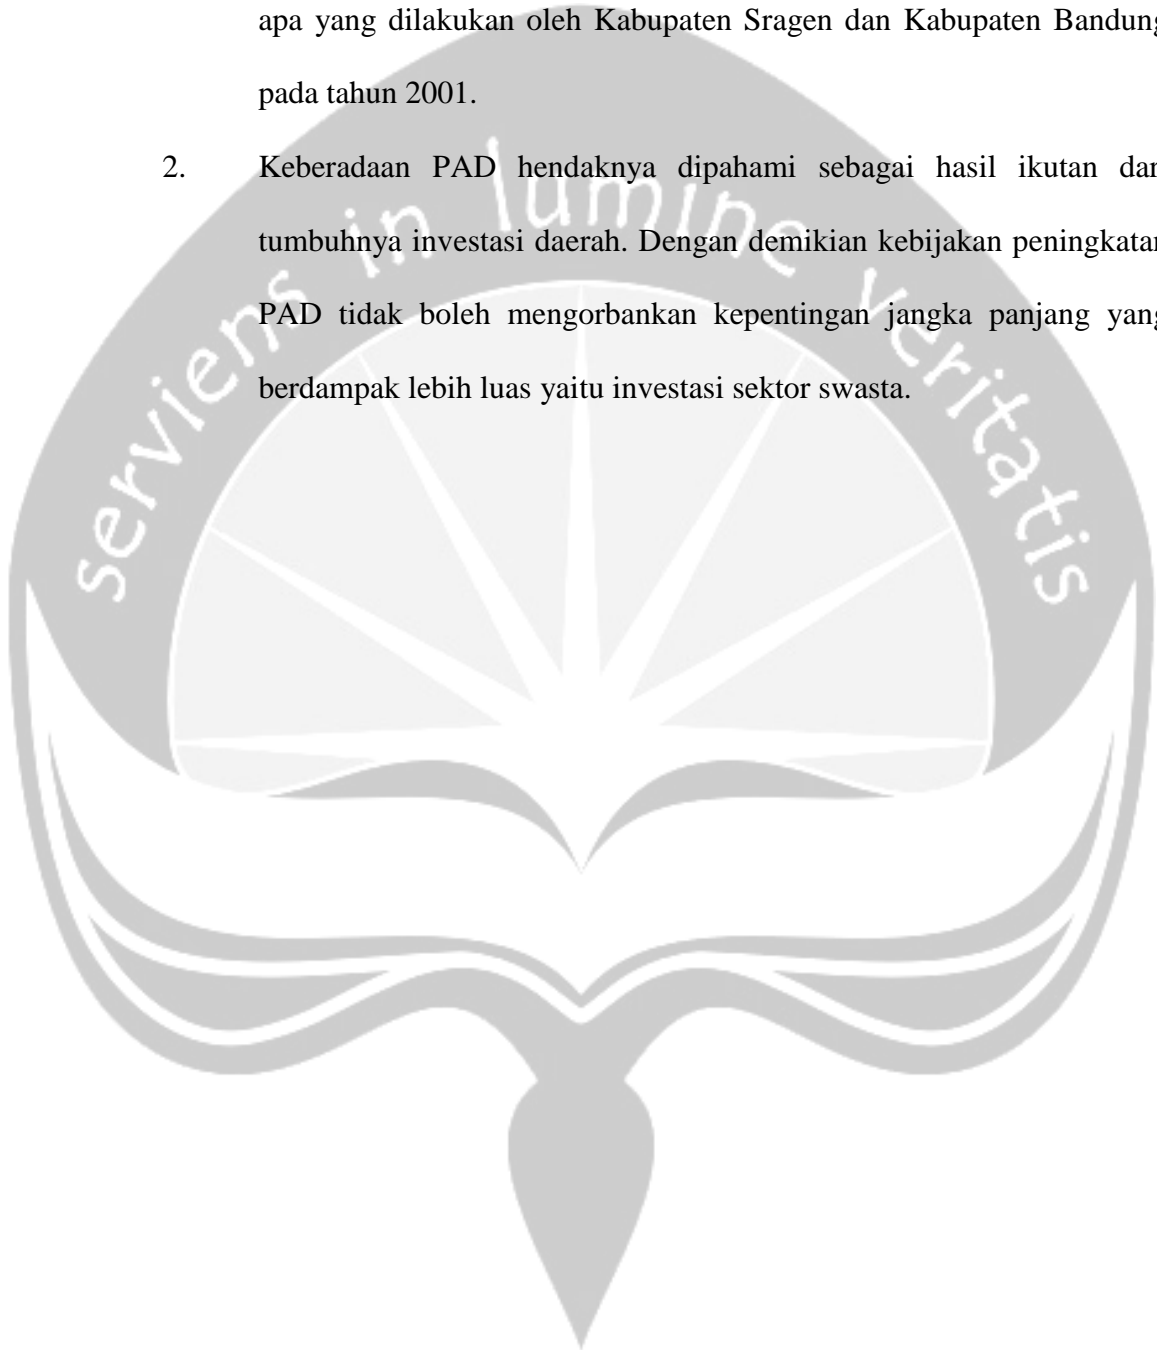 apa yang dilakukan oleh Kabupaten Sragen dan Kabupaten Bandung
pada tahun 2001.
2. Keberadaan PAD hendaknya dipahami sebagai hasil ikutan dar
tumbuhnya investasi daerah. Dengan demikian kebijakan peningkatan
PAD tidak boleh mengorbankan kepentingan jangka panjang yang
berdampak lebih luas yaitu investasi sektor swasta.
serviens in lumine veritatis